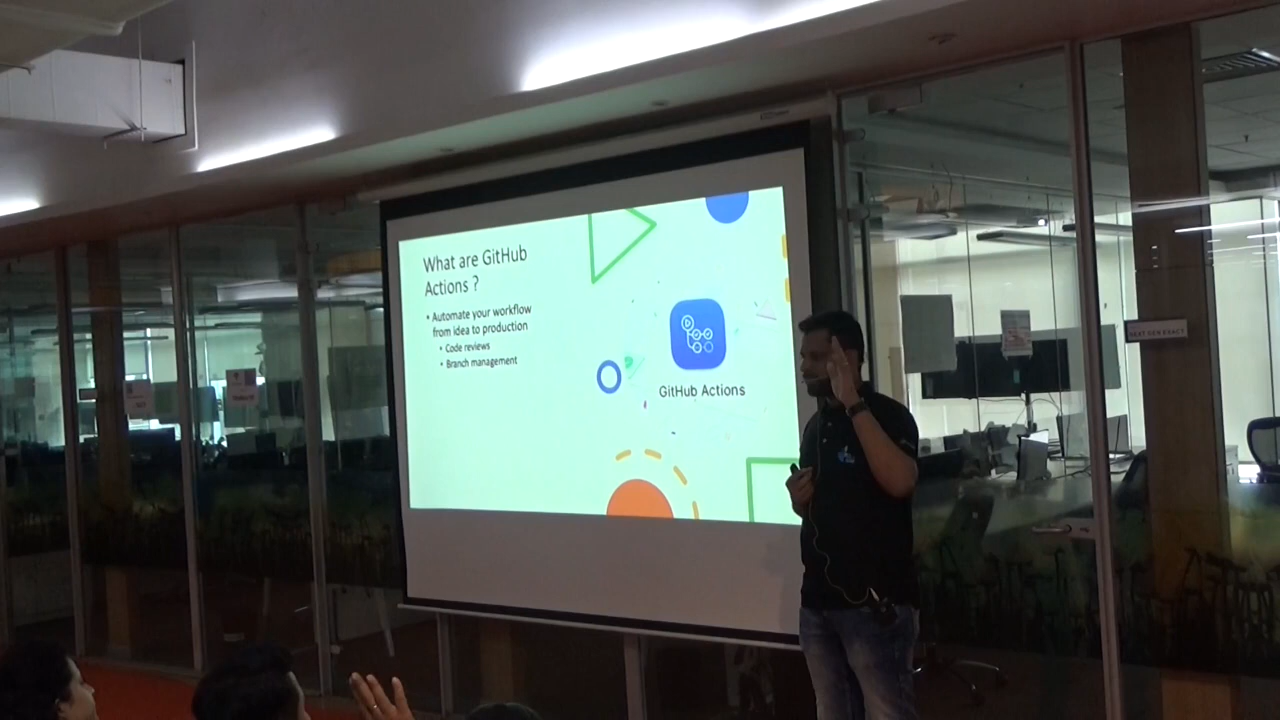 What are GitHub
Actions ?
• Automate your workflow
from idea to production
• Code reviews
• Branch management
GitHub Actions
NEXT GEN EXACT